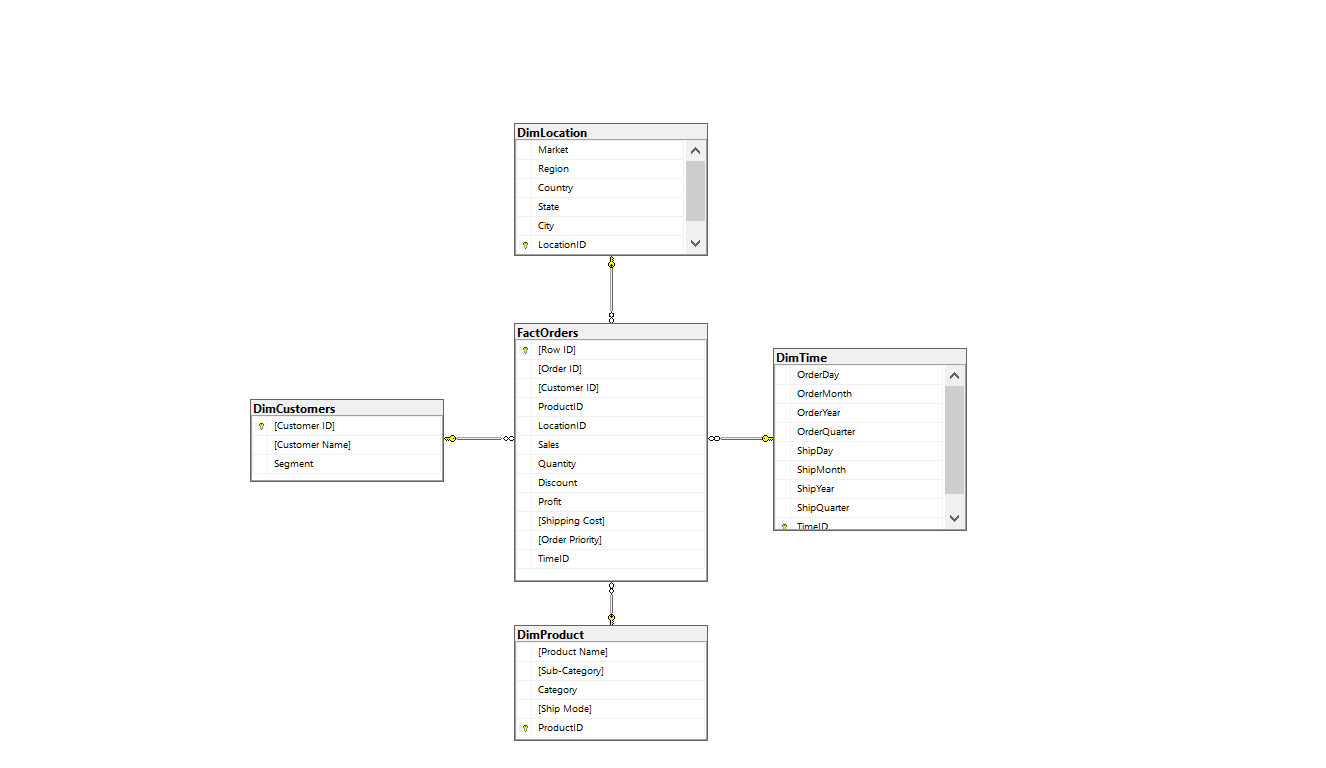 DimLocation
Market
Region
Country
State
City
LocationID
FactOrders
[Row ID]
[Order ID]
[Customer ID]
ProductID
LocationID
Sales
Quantity
Discount
Profit
[Shipping Cost]
[Order Priority]
TimeID
DimTime
OrderDay
OrderMonth
OrderYear
OrderQuarter
ShipDay
ShipMonth
ShipYear
ShipQuarter
TimeID
DimCustomers
[Customer ID]
[Customer Name]
Segment
DimProduct
[Product Name]
[Sub-Category]
Category
[Ship Mode]
ProductID